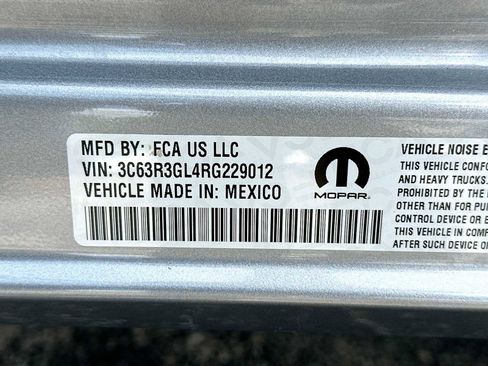 MFD BY: FCA US LLC
VIN: 3C63R3GL4RG229012
VEHICLE MADE IN: MEXICO
MOPAR
VEHICLE NOISE E
THIS VEHICLE CONF
AND HEAVY TRUCKS.
PROHIBITED BY THE
OTHER THAN FOR PU
CONTROL DEVICE OR E
THIS VEHICLE IN COMP
AFTER SUCH DEVICE O